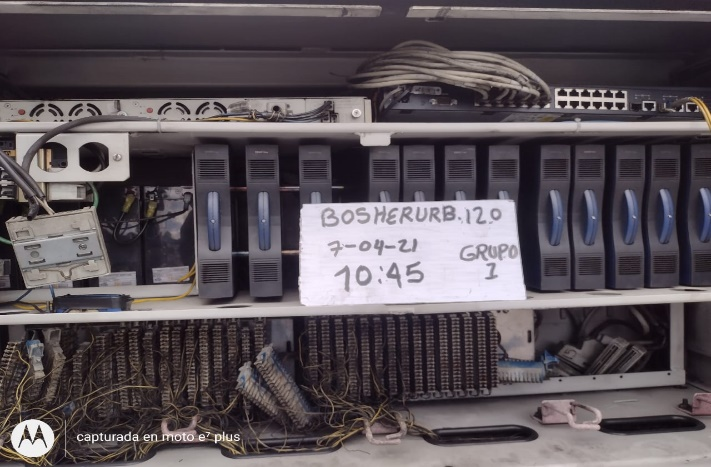 BOSHERURB.120
7-04-21
GRUPO
10:45
I
capturada en moto e⁷ plus